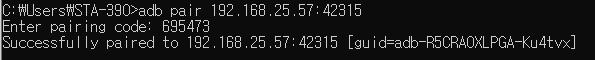 C:₩Users₩STA-390>adb pair 192.168.25.57:42315
Enter pairing code: 695473
Successfully paired to 192.168.25.57:42315 [guid=adb-R5CRAOXLPGA-Ku4tvx]